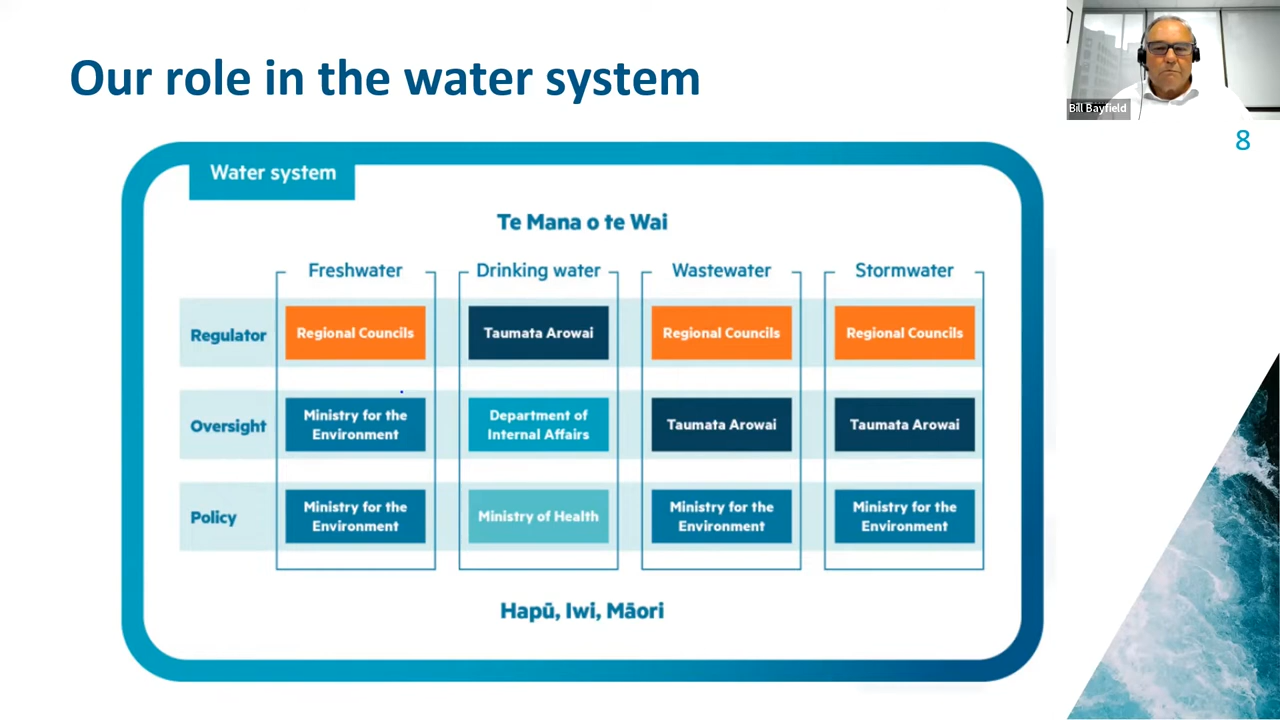 Our role in the water system
Bill Bayfield
8
Water system
Te Mana o te Wai
Freshwater
Drinking water
Wastewater
Stormwater
Regulator
Regional Councils
Taumata Arowai
Regional Councils
Regional Councils
Oversight
Ministry for the
Environment
Department of
Internal Affairs
Taumata Arowai
Taumata Arowai
Policy
Ministry for the
Environment
Ministry of Health
Ministry for the
Environment
Ministry for the
Environment
Hapū, Iwi, Māori